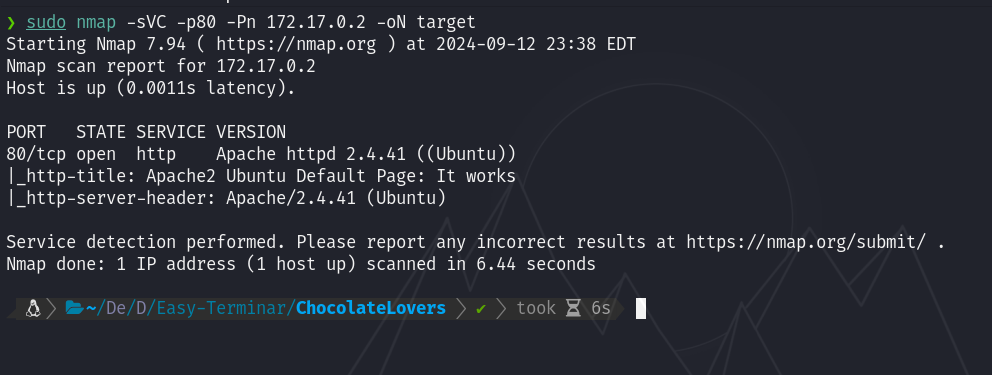 ❯ sudo nmap -sVC -p80 -Pn 172.17.0.2 -oN target
Starting Nmap 7.94 ( https://nmap.org ) at 2024-09-12 23:38 EDT
Nmap scan report for 172.17.0.2
Host is up (0.0011s latency).
PORT   STATE SERVICE VERSION
80/tcp open  http    Apache httpd 2.4.41 ((Ubuntu))
|_http-title: Apache2 Ubuntu Default Page: It works
|_http-server-header: Apache/2.4.41 (Ubuntu)
Service detection performed. Please report any incorrect results at https://nmap.org/submit/ .
Nmap done: 1 IP address (1 host up) scanned in 6.44 seconds
~/De/D/Easy-Terminar/ChocolateLovers ✔ took 6s